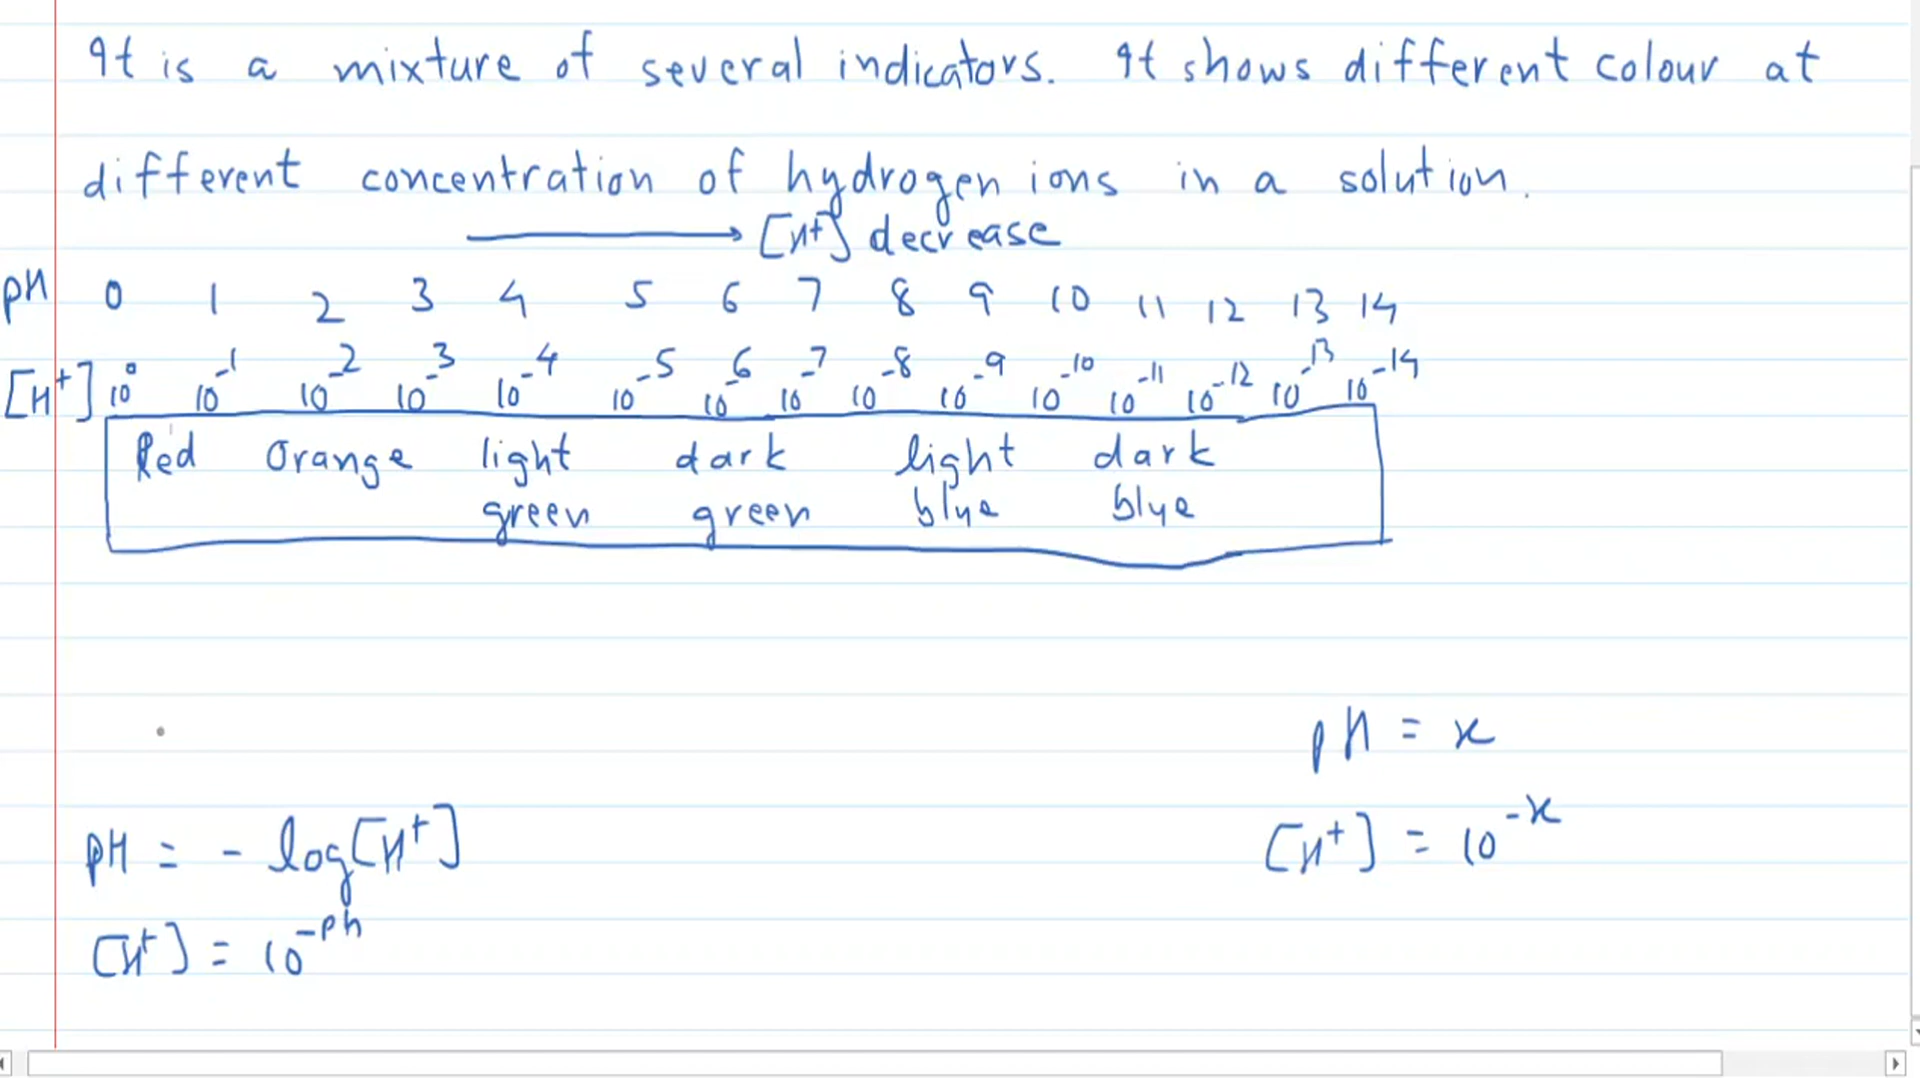 It is a mixture of several indicators. It shows different colour at
different concentration of hydrogen ions in a solution.
[H⁺] decrease
pH 0 1 2 3 4 5 6 7 8 9 10 11 12 13 14
[H⁺] 10⁰ 10⁻¹ 10⁻² 10⁻³ 10⁻⁴ 10⁻⁵ 10⁻⁶ 10⁻⁷ 10⁻⁸ 10⁻⁹ 10⁻¹⁰ 10⁻¹¹ 10⁻¹² 10⁻¹³ 10⁻¹⁴
Red Orange light dark light dark
green green blue blue
pH = x
pH = - log[H⁺]
[H⁺] = 10⁻ˣ
[H⁺] = 10⁻ᵖʰ